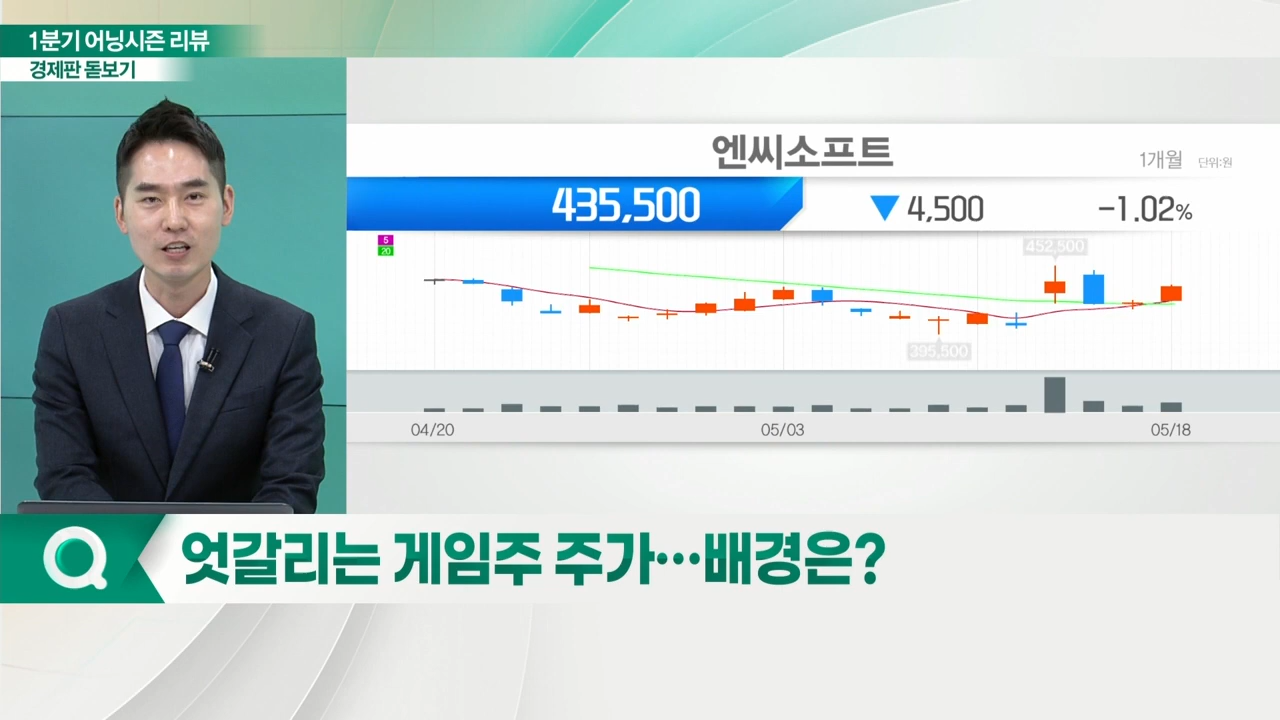 1분기 어닝시즌 리뷰
경제판 돋보기
엔씨소프트
1개월 단위:원
435,500 ▼ 4,500 -1.02%
5
20
452,500
395,500
04/20 05/03 05/18
엇갈리는 게임주 주가…배경은?